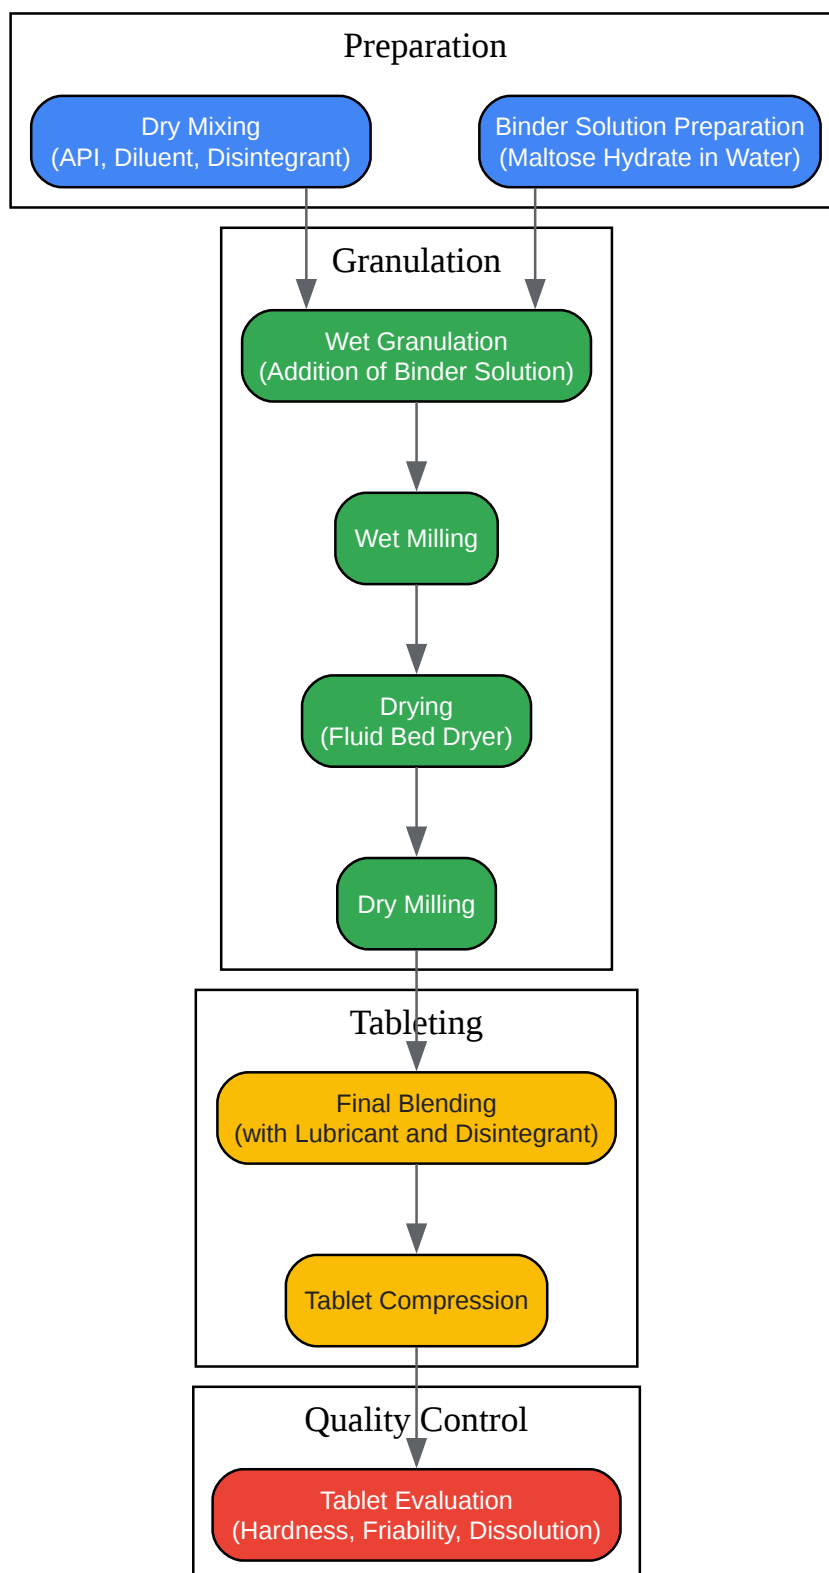 Preparation
Dry Mixing
(API, Diluent, Disintegrant)
Binder Solution Preparation
(Maltose Hydrate in Water)
Granulation
Wet Granulation
(Addition of Binder Solution)
Wet Milling
Drying
(Fluid Bed Dryer)
Dry Milling
Tableting
Final Blending
(with Lubricant and Disintegrant)
Tablet Compression
Quality Control
Tablet Evaluation
(Hardness, Friability, Dissolution)